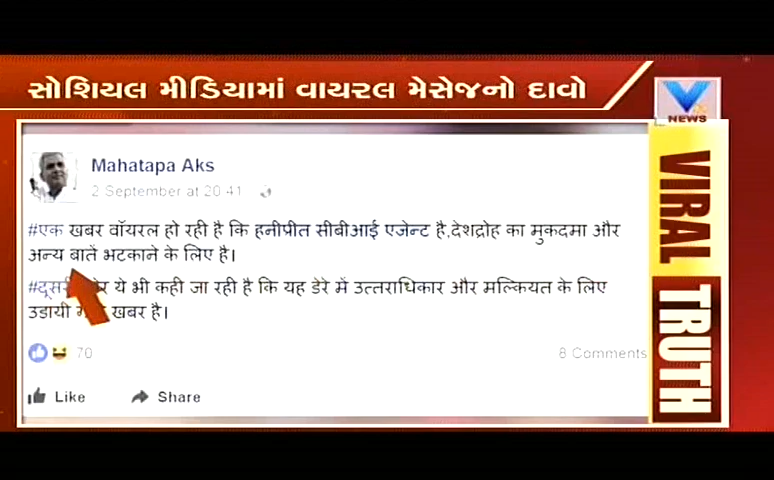 સોશિયલ મીડિયામાં વાયરલ મેસેજનો દાવો
V NEWS
Mahatapa Aks
2 September at 20:41
#एक खबर वॉयरल हो रही है कि हनीप्रीत सीबीआई एजेन्ट है,देशद्रोह का मुकदमा और
अन्य बातें भटकाने के लिए है।
ये भी कही जा रही है कि यह डेरे में उत्तराधिकार और मल्कियत के लिए
उडायी खबर है।
70
8 Comments
Like Share
VIRAL TRUTH